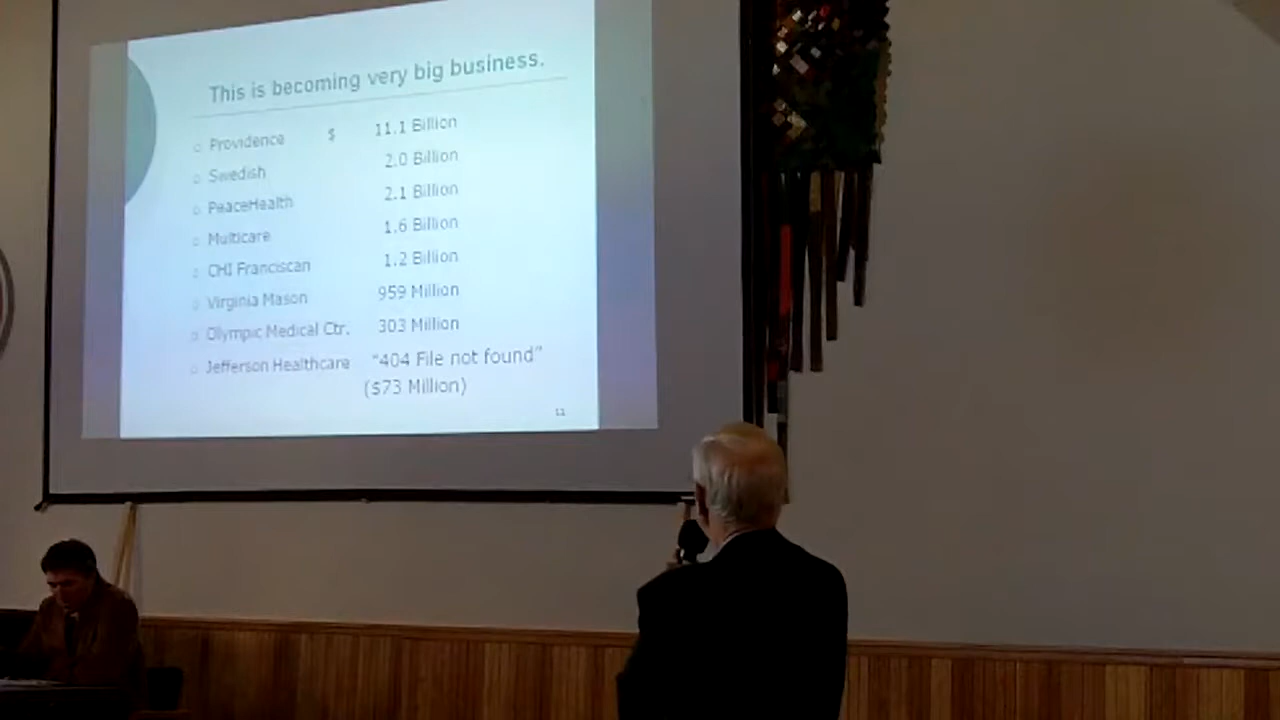 This is becoming very big business.
Providence $ 11.1 Billion
Swedish 2.0 Billion
PeaceHealth 2.1 Billion
Multicare 1.6 Billion
CHI Franciscan 1.2 Billion
Virginia Mason 959 Million
Olympic Medical Ctr. 303 Million
Jefferson Healthcare "404 File not found"
($73 Million)